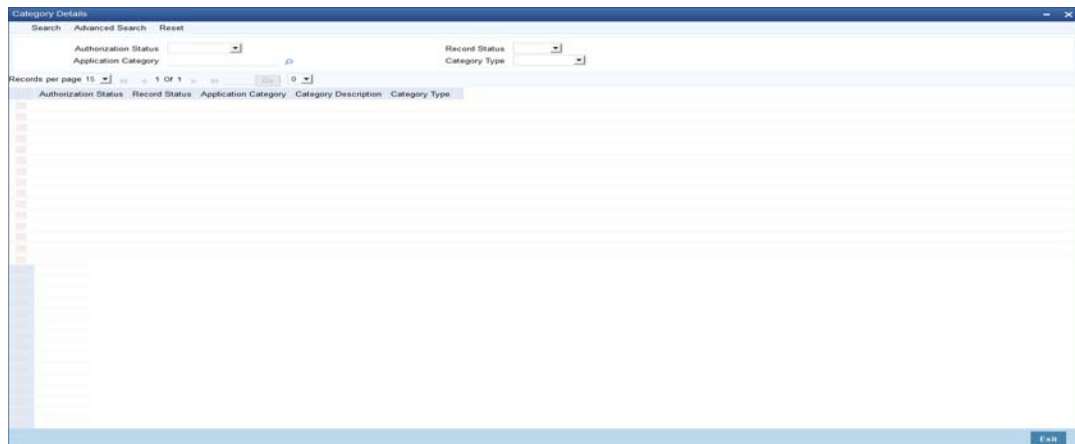 Category Details
Search Advanced Search Reset
Authorization Status Record Status
Application Category Category Type
Records per page 15 1 Of 1 Go 0
Authorization Status Record Status Application Category Category Description Category Type
Exit